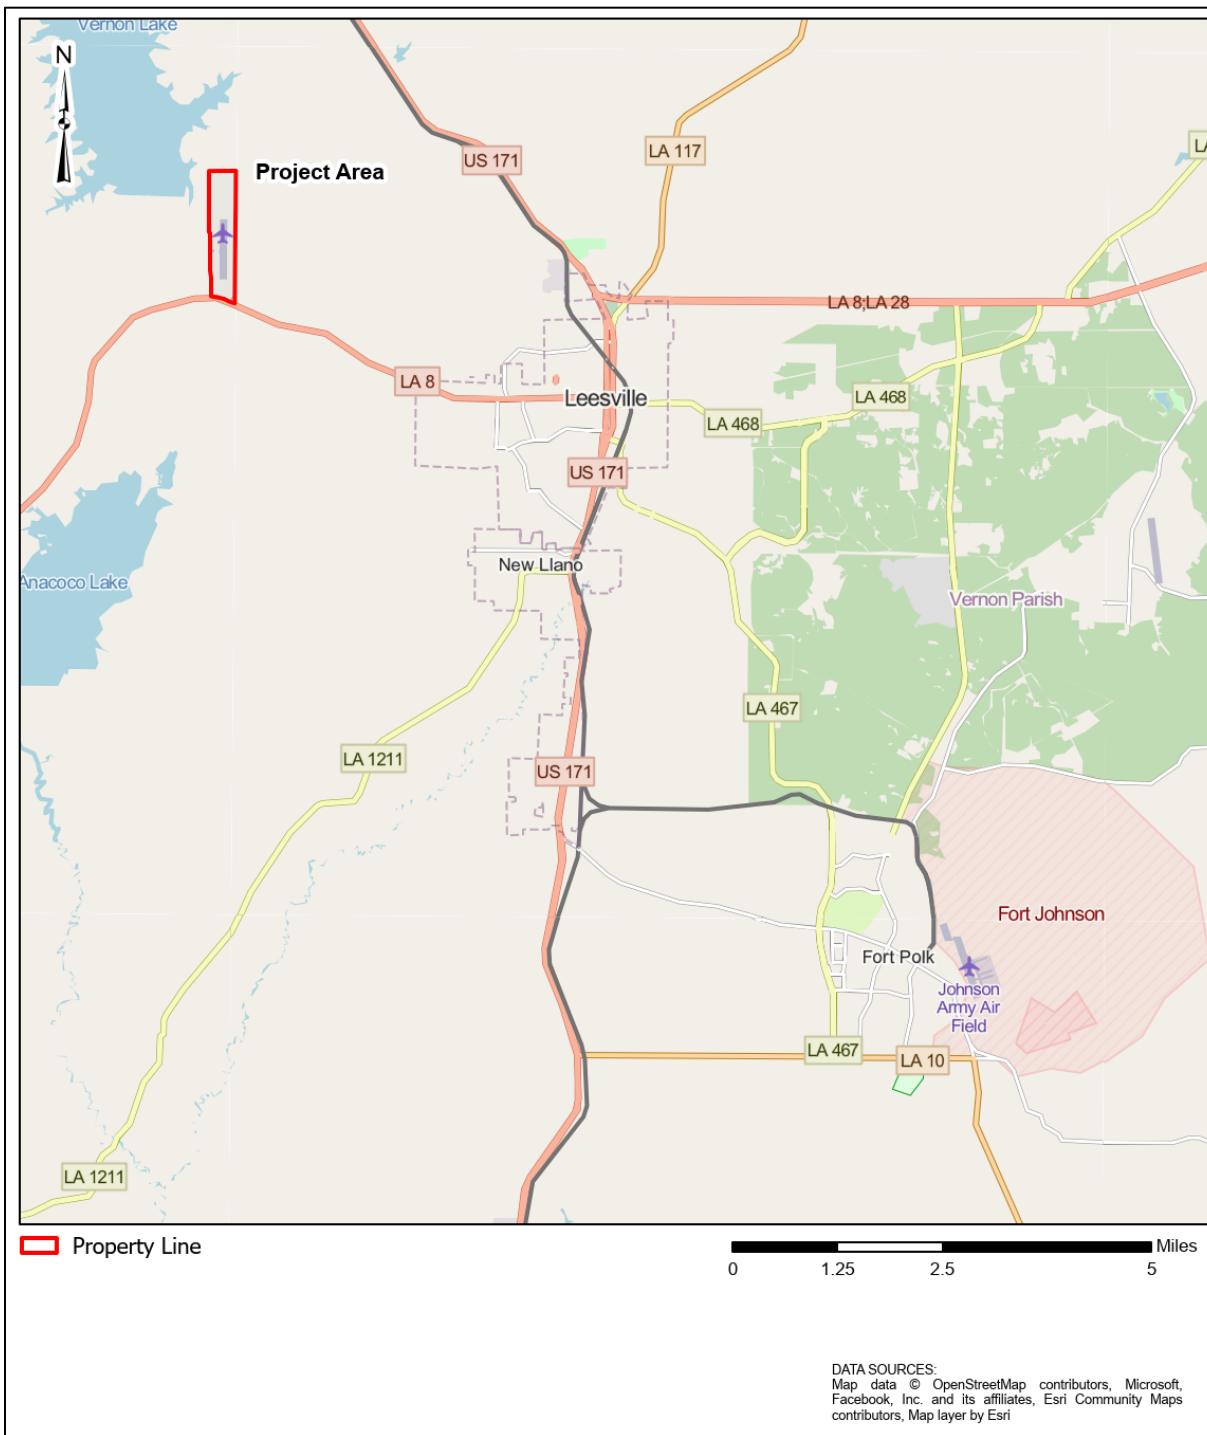 Vernon Lake
N
Project Area
US 171
LA 117
LA 8;LA 28
LA 8
Leesville
LA 468
LA 468
US 171
New Llano
Anacoco Lake
Vernon Parish
LA 467
LA 1211
US 171
Fort Johnson
Fort Polk
Johnson
Army Air
Field
LA 467
LA 10
LA 1211
Property Line
Miles
0 1.25 2.5 5
DATA SOURCES:
Map data © OpenStreetMap contributors, Microsoft,
Facebook, Inc. and its affiliates, Esri Community Maps
contributors, Map layer by Esri